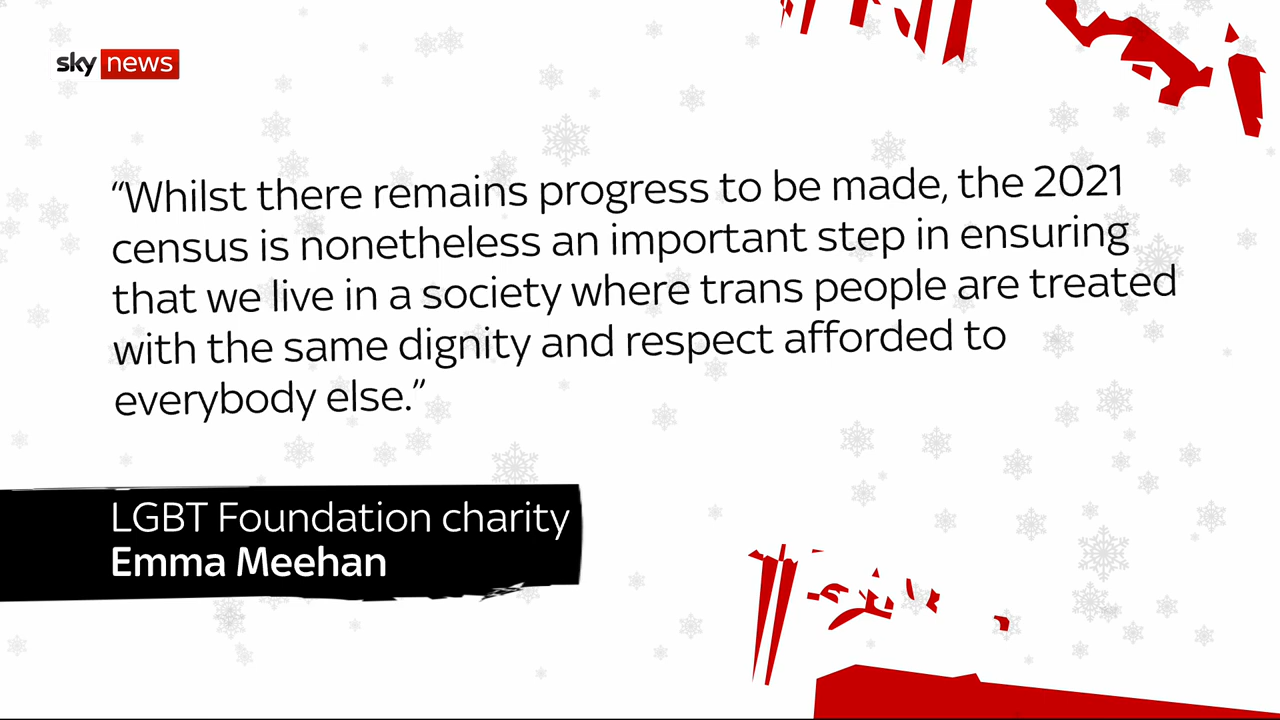 sky news
“Whilst there remains progress to be made, the 2021
census is nonetheless an important step in ensuring
that we live in a society where trans people are treated
with the same dignity and respect afforded to
everybody else.”
LGBT Foundation charity
Emma Meehan